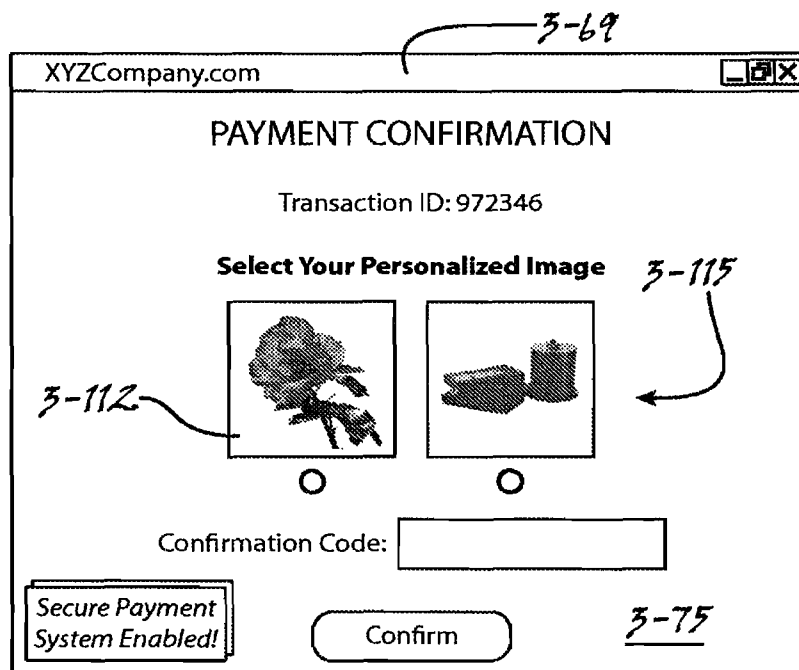 3-69
XYZCompany.com
PAYMENT CONFIRMATION
Transaction ID: 972346
Select Your Personalized Image
3-115
3-112
Confirmation Code:
Secure Payment
System Enabled!
Confirm
3-75